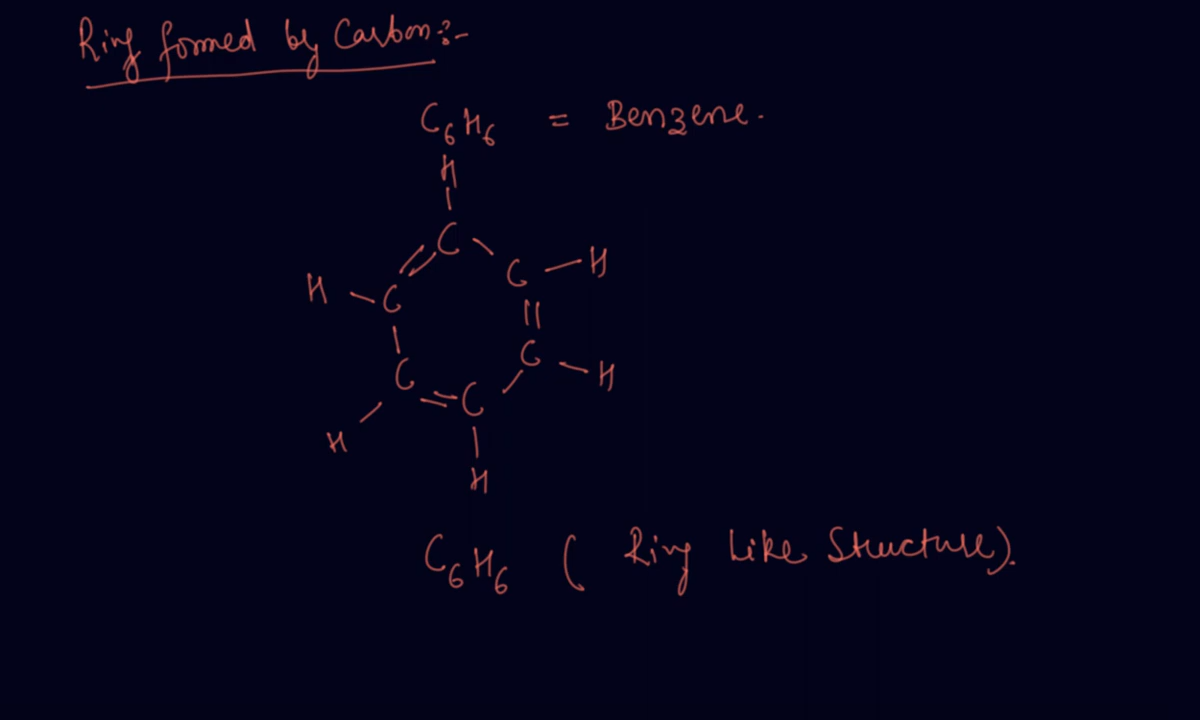 Ring formed by Carbon:-
C6H6 = Benzene.
H
C
C - H
H - C
C
C - H
C = C
H
H
C6H6 ( Ring Like Structure).